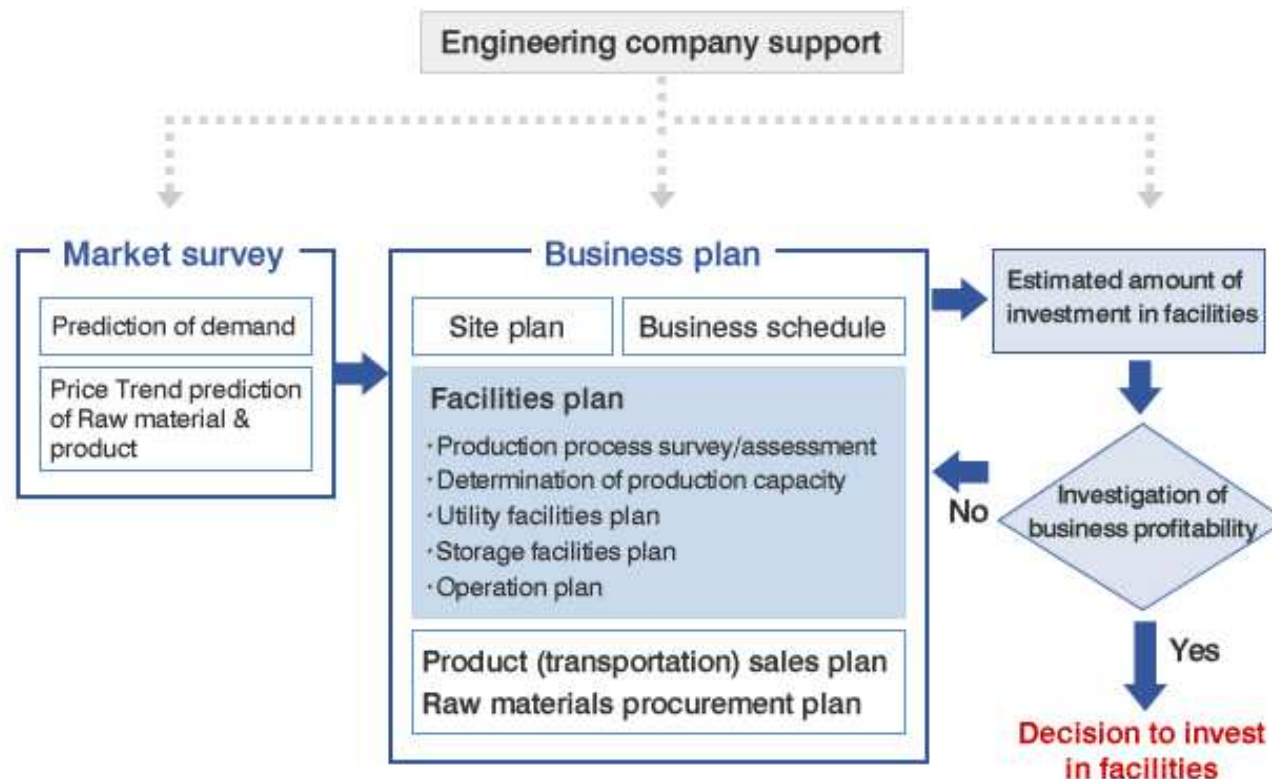 Engineering company support
Market survey
Prediction of demand
Price Trend prediction
of Raw material &
product
Business plan
Site plan
Business schedule
Facilities plan
・Production process survey/assessment
・Determination of production capacity
・Utility facilities plan
・Storage facilities plan
・Operation plan
Product (transportation) sales plan
Raw materials procurement plan
Estimated amount of
investment in facilities
Investigation of
business profitability
No
Yes
Decision to invest
in facilities